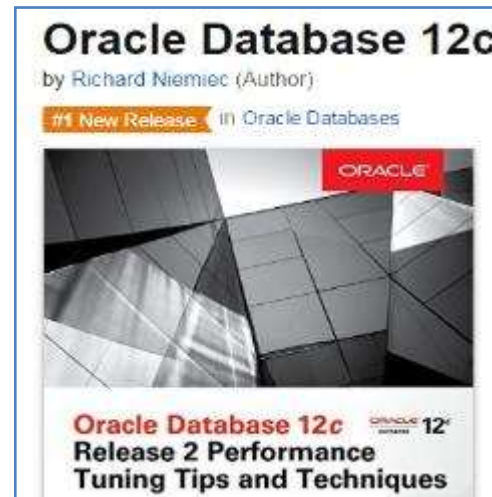 Oracle Database 12c
by Richard Niemiec (Author)
#1 New Release in Oracle Databases
ORACLE
Oracle Database 12c
ORACLE 12c
Release 2 Performance
Tuning Tips and Techniques